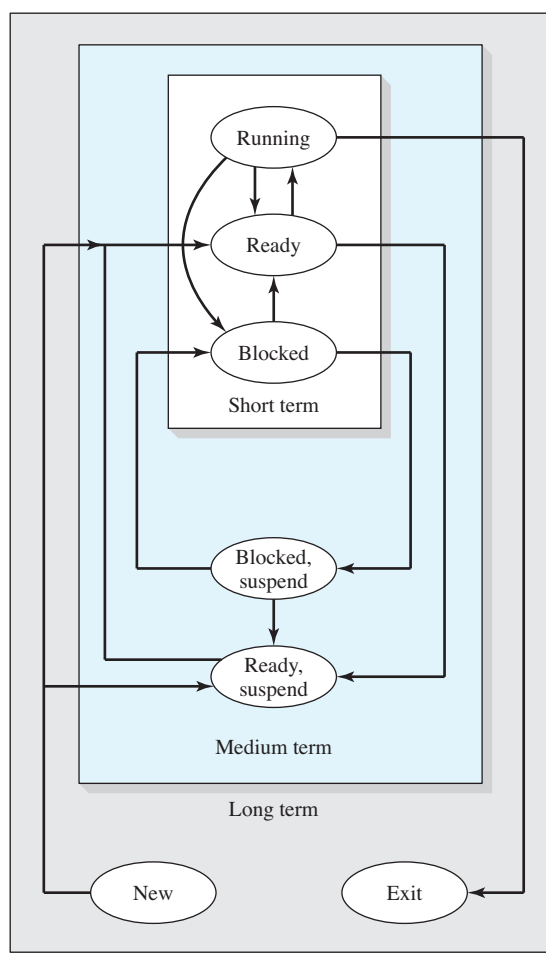 Running
Ready
Blocked
Short term
Blocked,
suspend
Ready,
suspend
Medium term
Long term
New
Exit